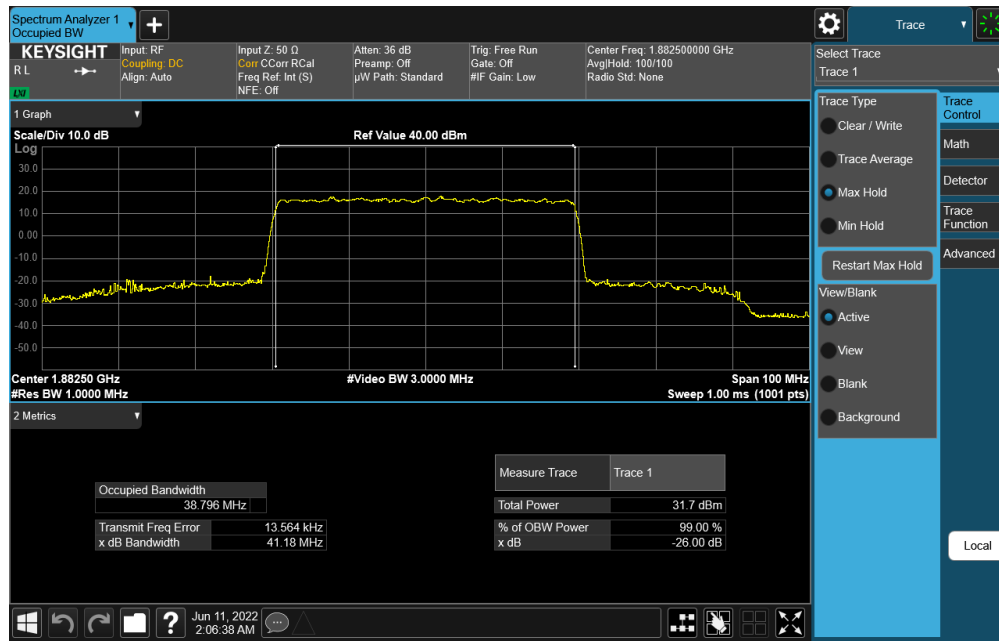 Spectrum Analyzer 1
Occupied BW
Trace
KEYSIGHT
R L
LXI
Input: RF
Coupling: DC
Align: Auto
Input Z: 50 Ω
Corr CCorr RCal
Freq Ref: Int (S)
NFE: Off
Atten: 36 dB
Preamp: Off
µW Path: Standard
Trig: Free Run
Gate: Off
#IF Gain: Low
Center Freq: 1.882500000 GHz
Avg|Hold: 100/100
Radio Std: None
1 Graph
Scale/Div 10.0 dB
Ref Value 40.00 dBm
Log
30.0
20.0
10.0
0.00
-10.0
-20.0
-30.0
-40.0
-50.0
Center 1.88250 GHz
#Video BW 3.0000 MHz
Span 100 MHz
#Res BW 1.0000 MHz
Sweep 1.00 ms (1001 pts)
2 Metrics
Measure Trace Trace 1
Occupied Bandwidth
38.796 MHz
Total Power 31.7 dBm
Transmit Freq Error 13.564 kHz
% of OBW Power 99.00 %
x dB Bandwidth 41.18 MHz
x dB -26.00 dB
Jun 11, 2022
2:06:38 AM
Select Trace
Trace 1
Trace Type
Clear / Write
Trace Average
Max Hold
Min Hold
Restart Max Hold
View/Blank
Active
View
Blank
Background
Trace
Control
Math
Detector
Trace
Function
Advanced
Local